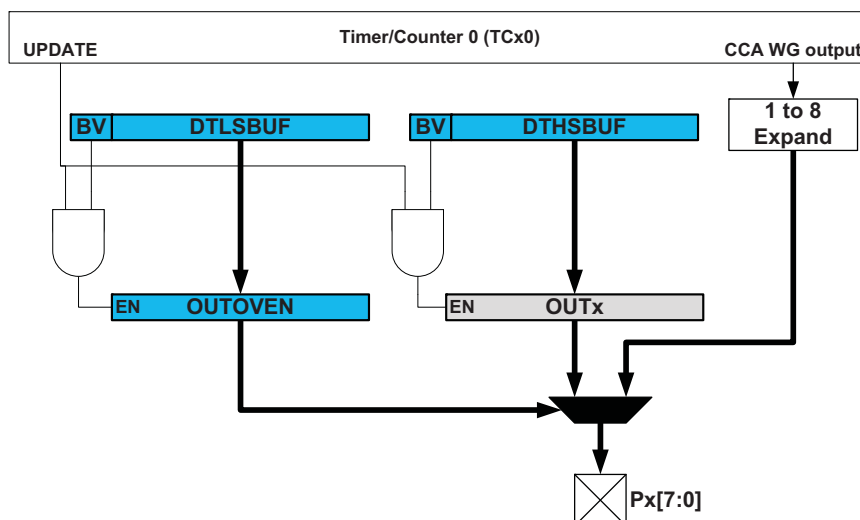 Timer/Counter 0 (TCx0)
UPDATE
CCA WG output
BV
DTLSBUF
BV
DTHSBUF
1 to 8
Expand
EN
OUTOVEN
EN
OUTx
Px[7:0]